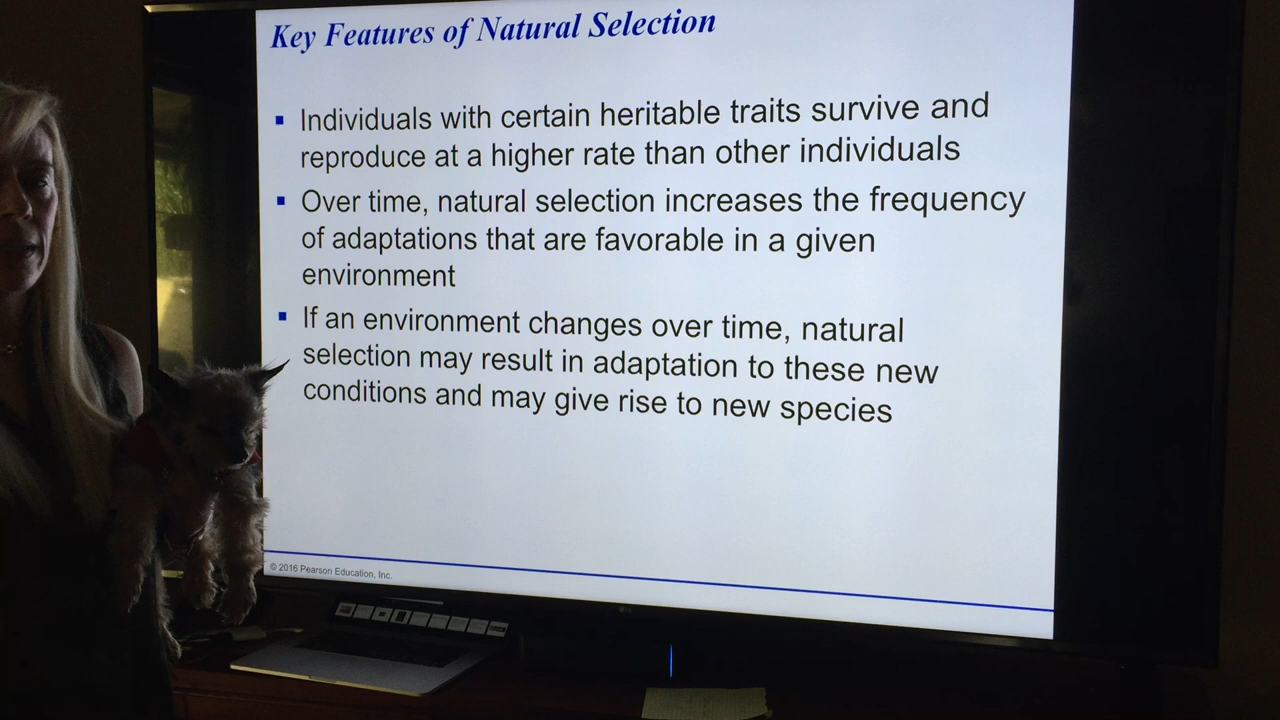 Key Features of Natural Selection
▪ Individuals with certain heritable traits survive and
reproduce at a higher rate than other individuals
▪ Over time, natural selection increases the frequency
of adaptations that are favorable in a given
environment
▪ If an environment changes over time, natural
selection may result in adaptation to these new
conditions and may give rise to new species
© 2016 Pearson Education, Inc.
LG